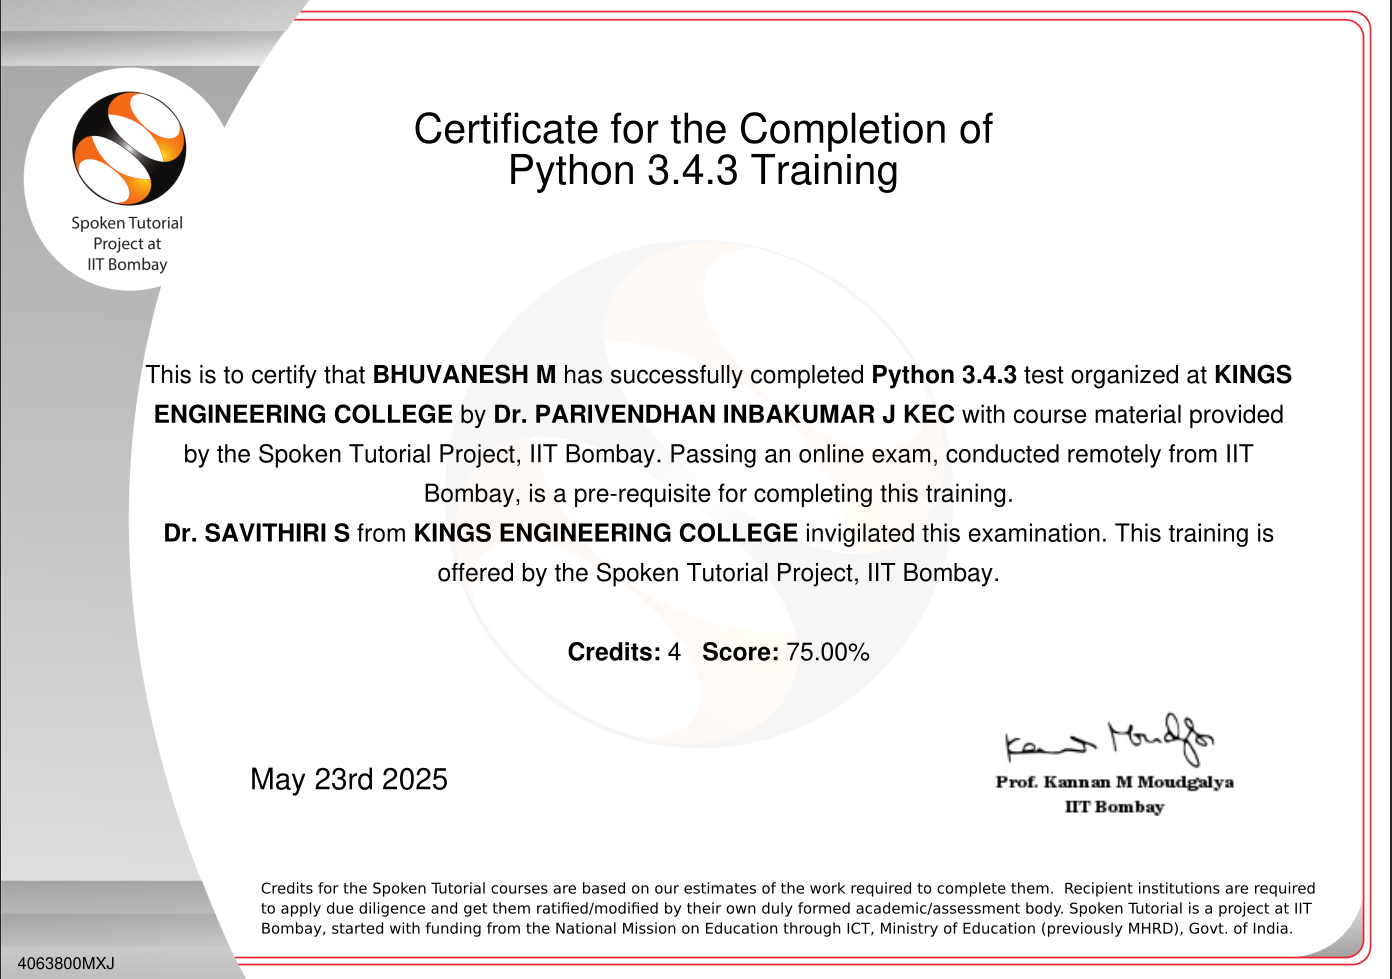 Certificate for the Completion of
Python 3.4.3 Training
Spoken Tutorial
Project at
IIT Bombay
This is to certify that BHUVANESH M has successfully completed Python 3.4.3 test organized at KINGS
ENGINEERING COLLEGE by Dr. PARIVENDHAN INBAKUMAR J KEC with course material provided
by the Spoken Tutorial Project, IIT Bombay. Passing an online exam, conducted remotely from IIT
Bombay, is a pre-requisite for completing this training.
Dr. SAVITHIRI S from KINGS ENGINEERING COLLEGE invigilated this examination. This training is
offered by the Spoken Tutorial Project, IIT Bombay.
Credits: 4 Score: 75.00%
May 23rd 2025
Kannan Moudgalya
Prof. Kannan M Moudgalya
IIT Bombay
Credits for the Spoken Tutorial courses are based on our estimates of the work required to complete them. Recipient institutions are required
to apply due diligence and get them ratified/modified by their own duly formed academic/assessment body. Spoken Tutorial is a project at IIT
Bombay, started with funding from the National Mission on Education through ICT, Ministry of Education (previously MHRD), Govt. of India.
4063800MXJ